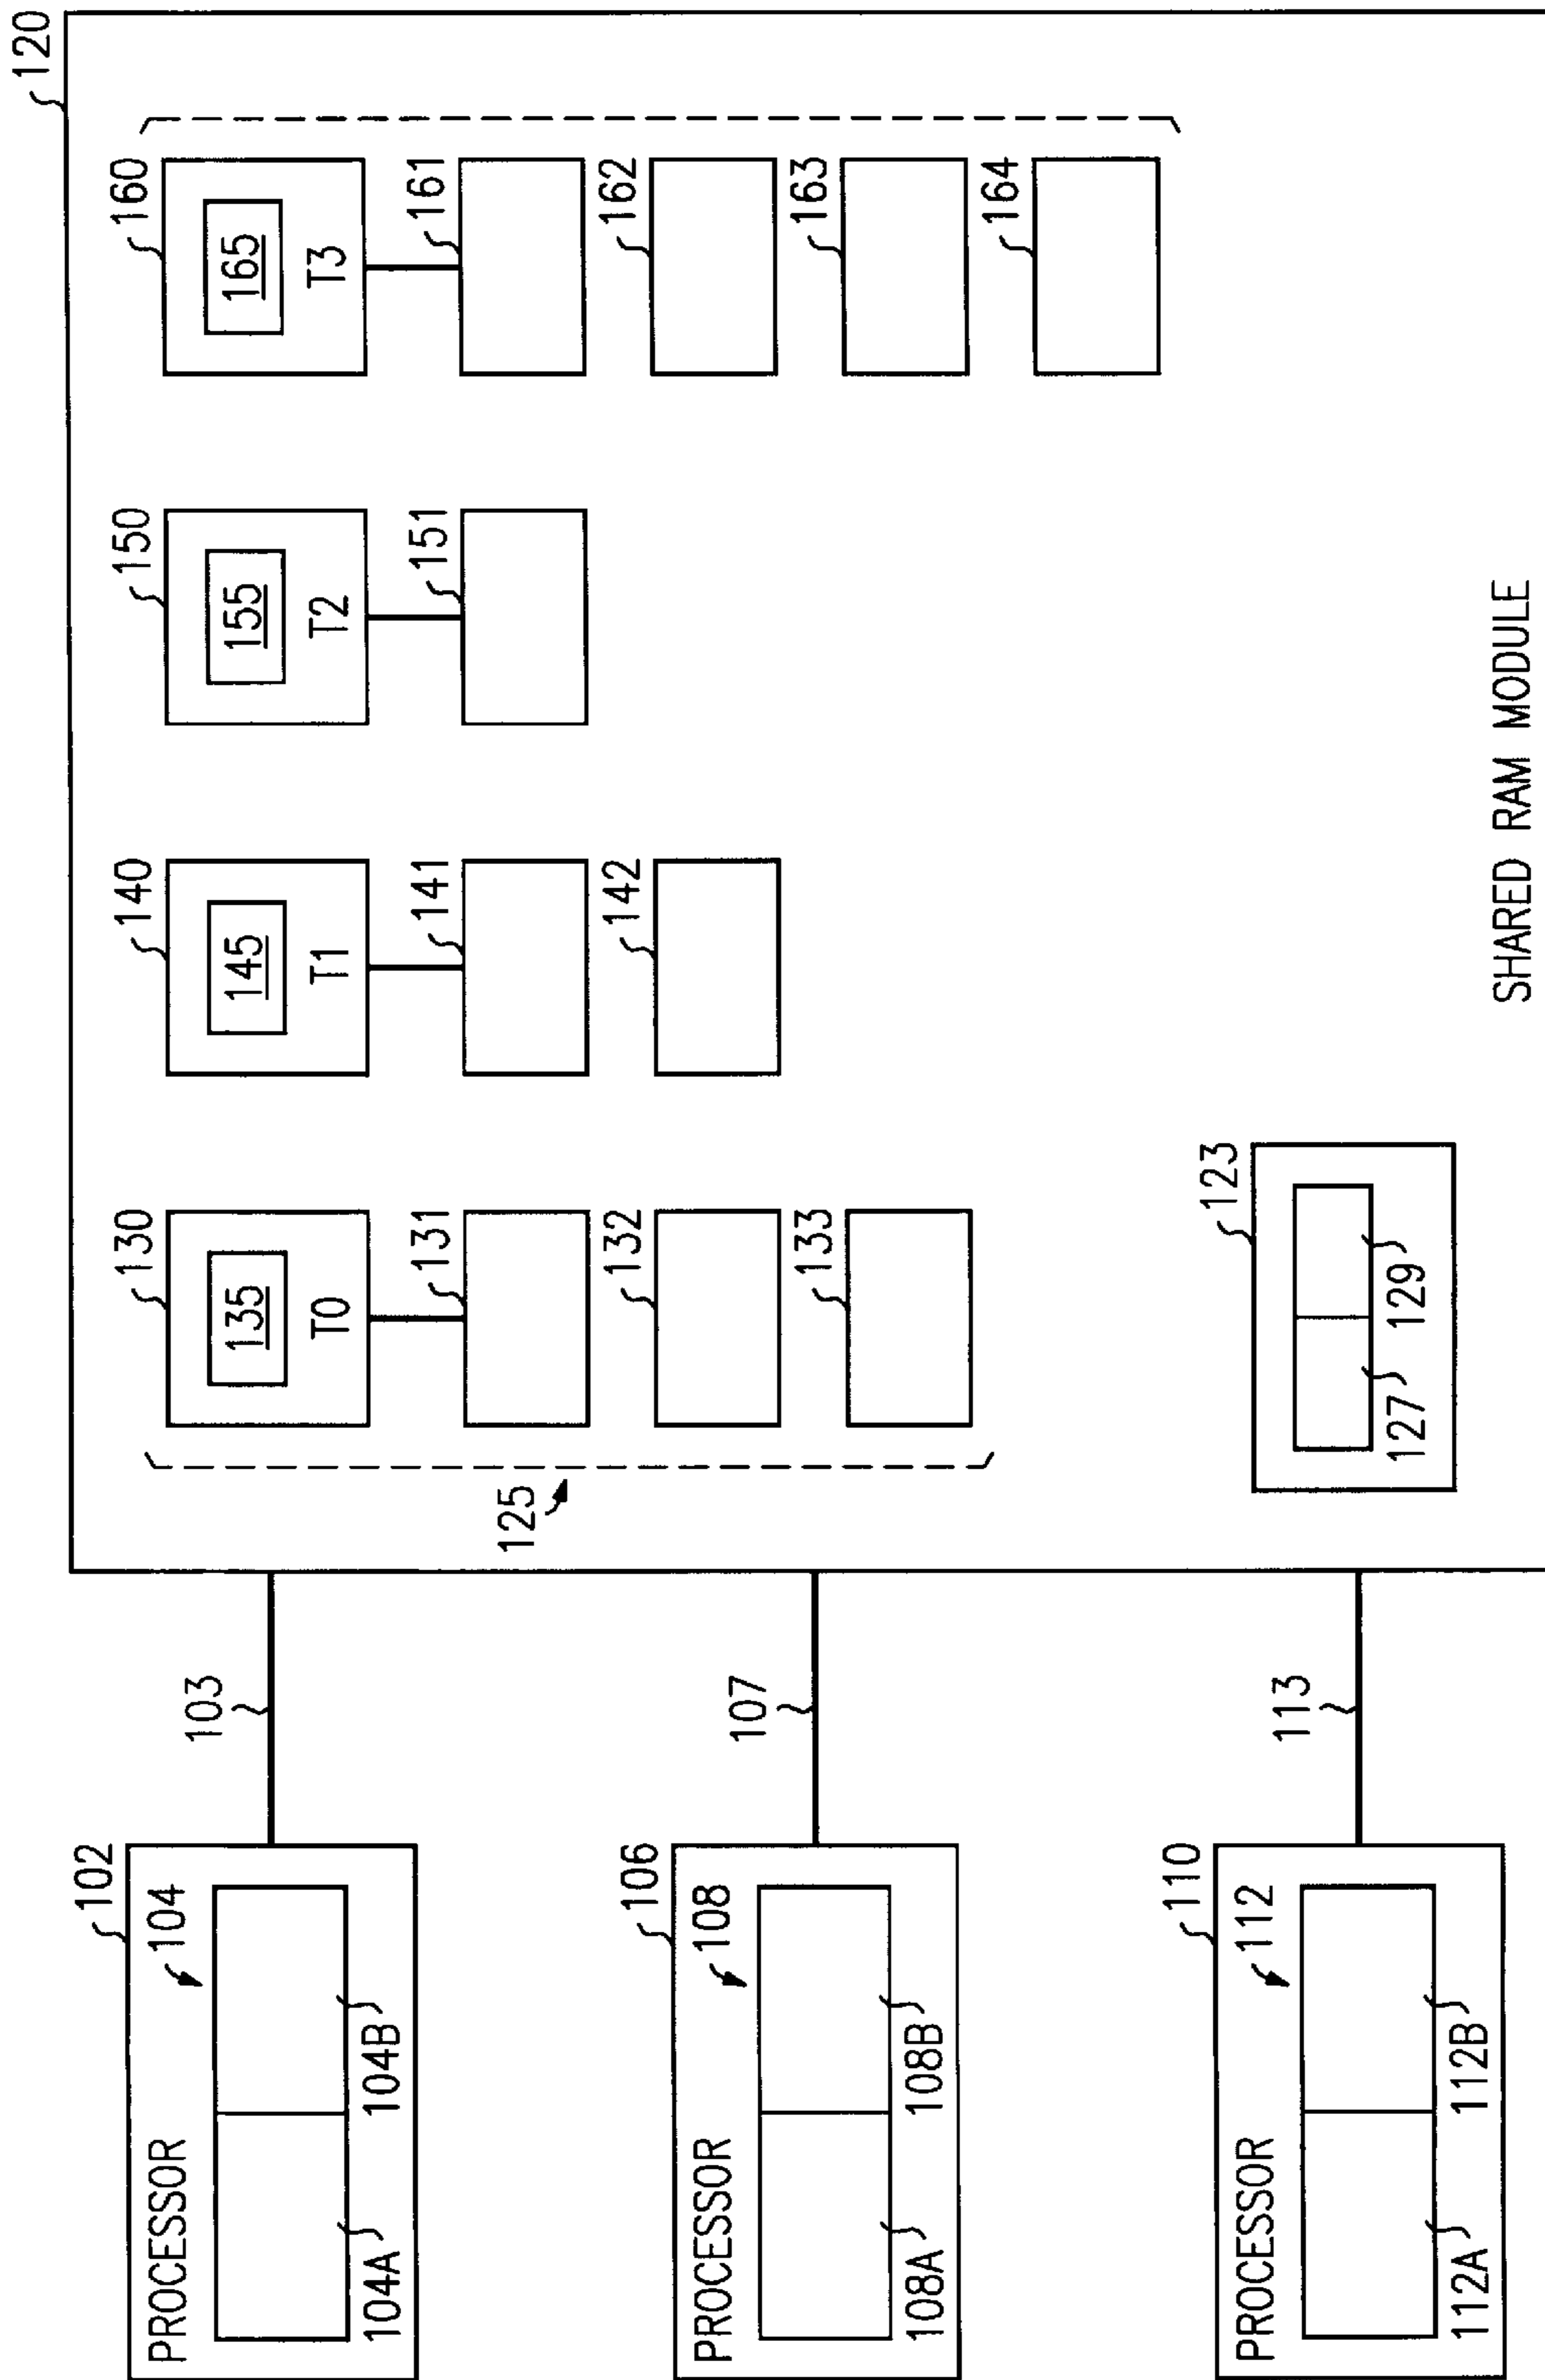 120
130
135
T0
131
132
133
140
145
T1
141
142
150
155
T2
151
160
165
T3
161
162
163
164
125
123
127
129
SHARED RAM MODULE
103
107
113
102
PROCESSOR
104
104A
104B
106
PROCESSOR
108
108A
108B
110
PROCESSOR
112
112A
112B